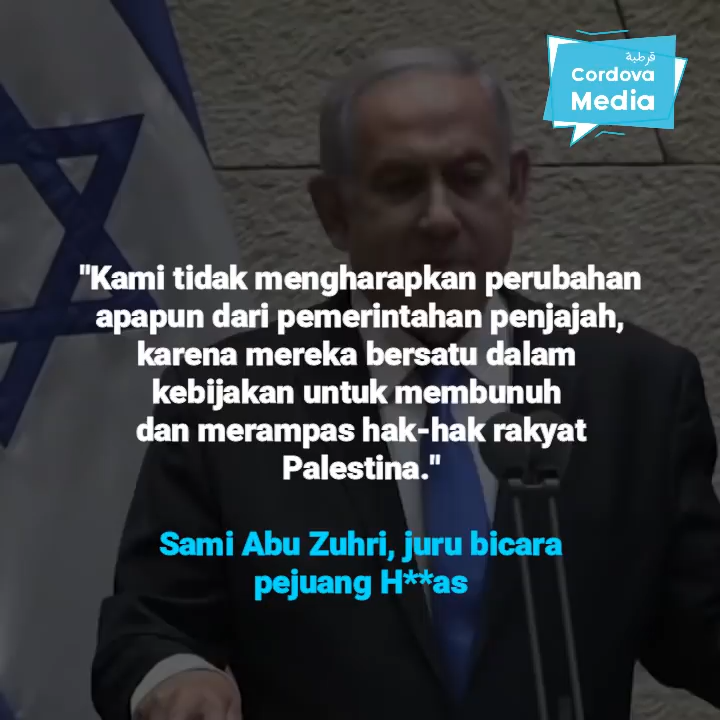 قرطبة
Cordova
Media
"Kami tidak mengharapkan perubahan
apapun dari pemerintahan penjajah,
karena mereka bersatu dalam
kebijakan untuk membunuh
dan merampas hak-hak rakyat
Palestina."
Sami Abu Zuhri, juru bicara
pejuang H**as